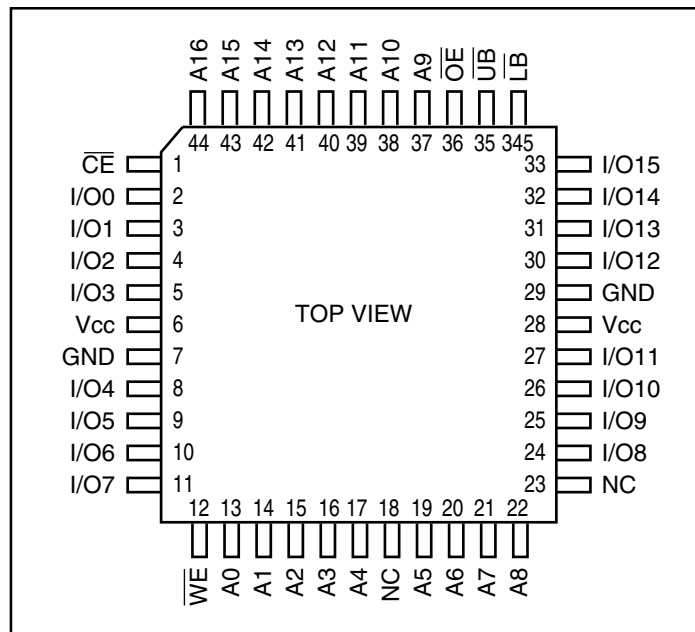 A16 A15 A14 A13 A12 A11 A10 A9 OE UB LB
44 43 42 41 40 39 38 37 36 35 345
CE 1 33 I/O15
I/O0 2 32 I/O14
I/O1 3 31 I/O13
I/O2 4 30 I/O12
I/O3 5 29 GND
Vcc 6 TOP VIEW 28 Vcc
GND 7 27 I/O11
I/O4 8 26 I/O10
I/O5 9 25 I/O9
I/O6 10 24 I/O8
I/O7 11 23 NC
12 13 14 15 16 17 18 19 20 21 22
WE A0 A1 A2 A3 A4 NC A5 A6 A7 A8